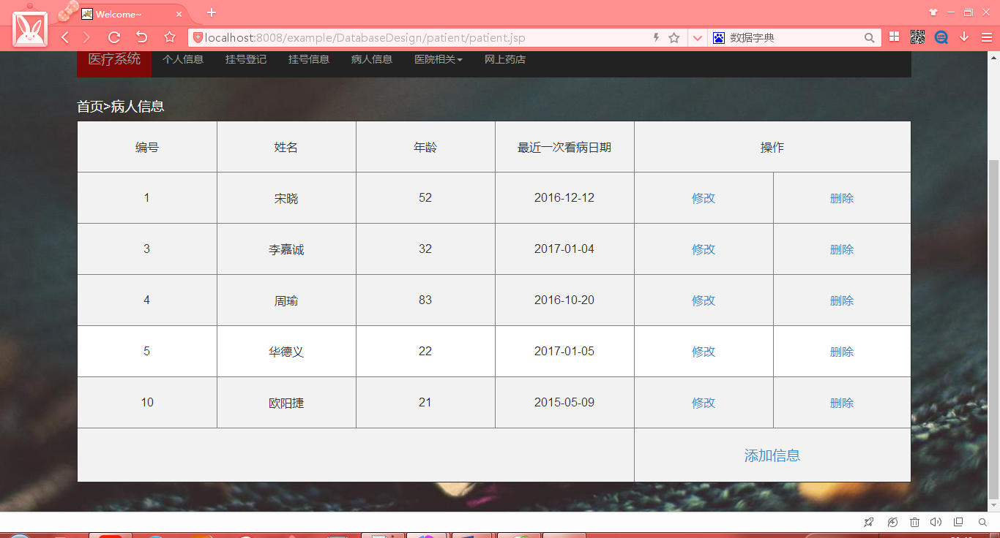 Welcome~
localhost:8008/example/DatabaseDesign/patient/patient.jsp
数据字典
医疗系统 个人信息 挂号登记 挂号信息 病人信息 医院相关 网上药店
首页>病人信息
编号 姓名 年龄 最近一次看病日期 操作
1 宋晓 52 2016-12-12 修改 删除
3 李嘉诚 32 2017-01-04 修改 删除
4 周瑜 83 2016-10-20 修改 删除
5 华德义 22 2017-01-05 修改 删除
10 欧阳捷 21 2015-05-09 修改 删除
添加信息